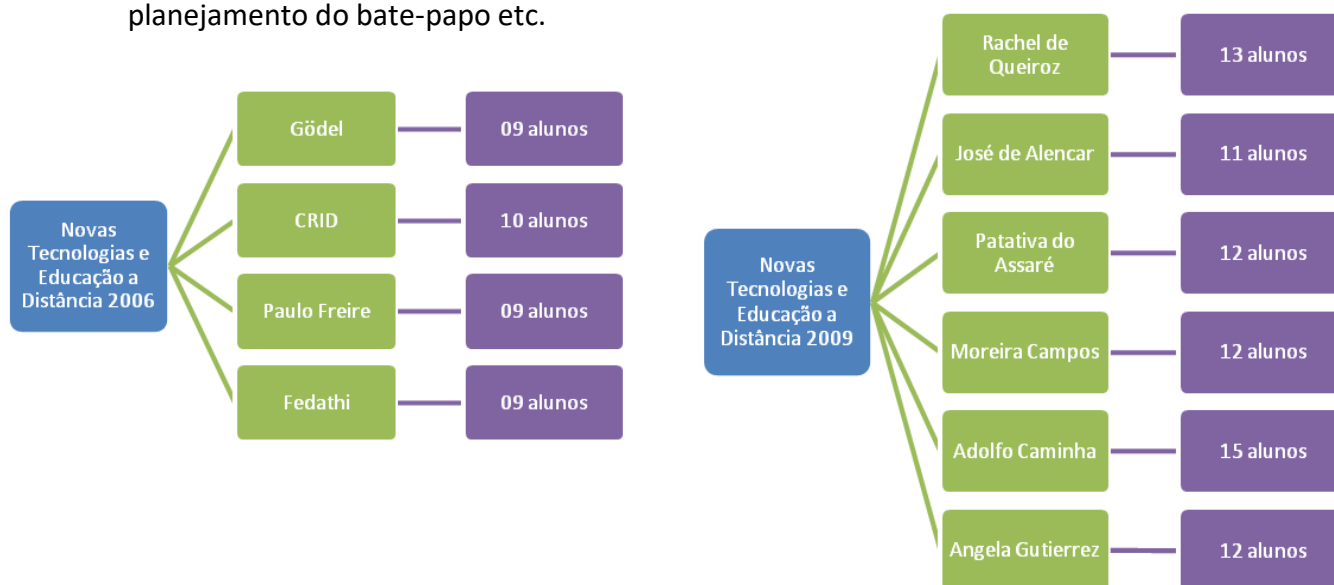 planejamento do bate-papo etc.
Novas
Tecnologias e
Educação a
Distância 2006
Gödel
09 alunos
CRID
10 alunos
Paulo Freire
09 alunos
Fedathi
09 alunos
Novas
Tecnologias e
Educação a
Distância 2009
Rachel de
Queiroz
13 alunos
José de Alencar
11 alunos
Patativa do
Assaré
12 alunos
Moreira Campos
12 alunos
Adolfo Caminha
15 alunos
Angela Gutierrez
12 alunos